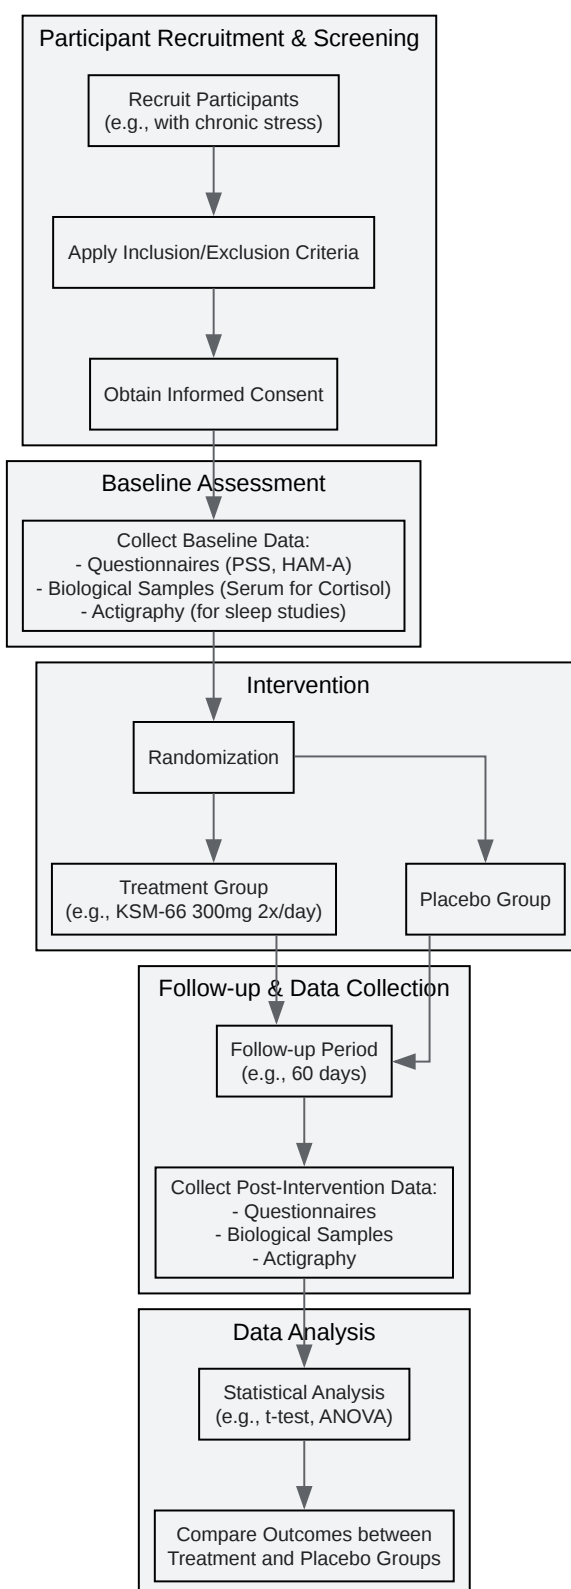 Participant Recruitment & Screening
Recruit Participants
(e.g., with chronic stress)
Apply Inclusion/Exclusion Criteria
Obtain Informed Consent
Baseline Assessment
Collect Baseline Data:
- Questionnaires (PSS, HAM-A)
- Biological Samples (Serum for Cortisol)
- Actigraphy (for sleep studies)
Intervention
Randomization
Treatment Group
(e.g., KSM-66 300mg 2x/day)
Placebo Group
Follow-up & Data Collection
Follow-up Period
(e.g., 60 days)
Collect Post-Intervention Data:
- Questionnaires
- Biological Samples
- Actigraphy
Data Analysis
Statistical Analysis
(e.g., t-test, ANOVA)
Compare Outcomes between
Treatment and Placebo Groups